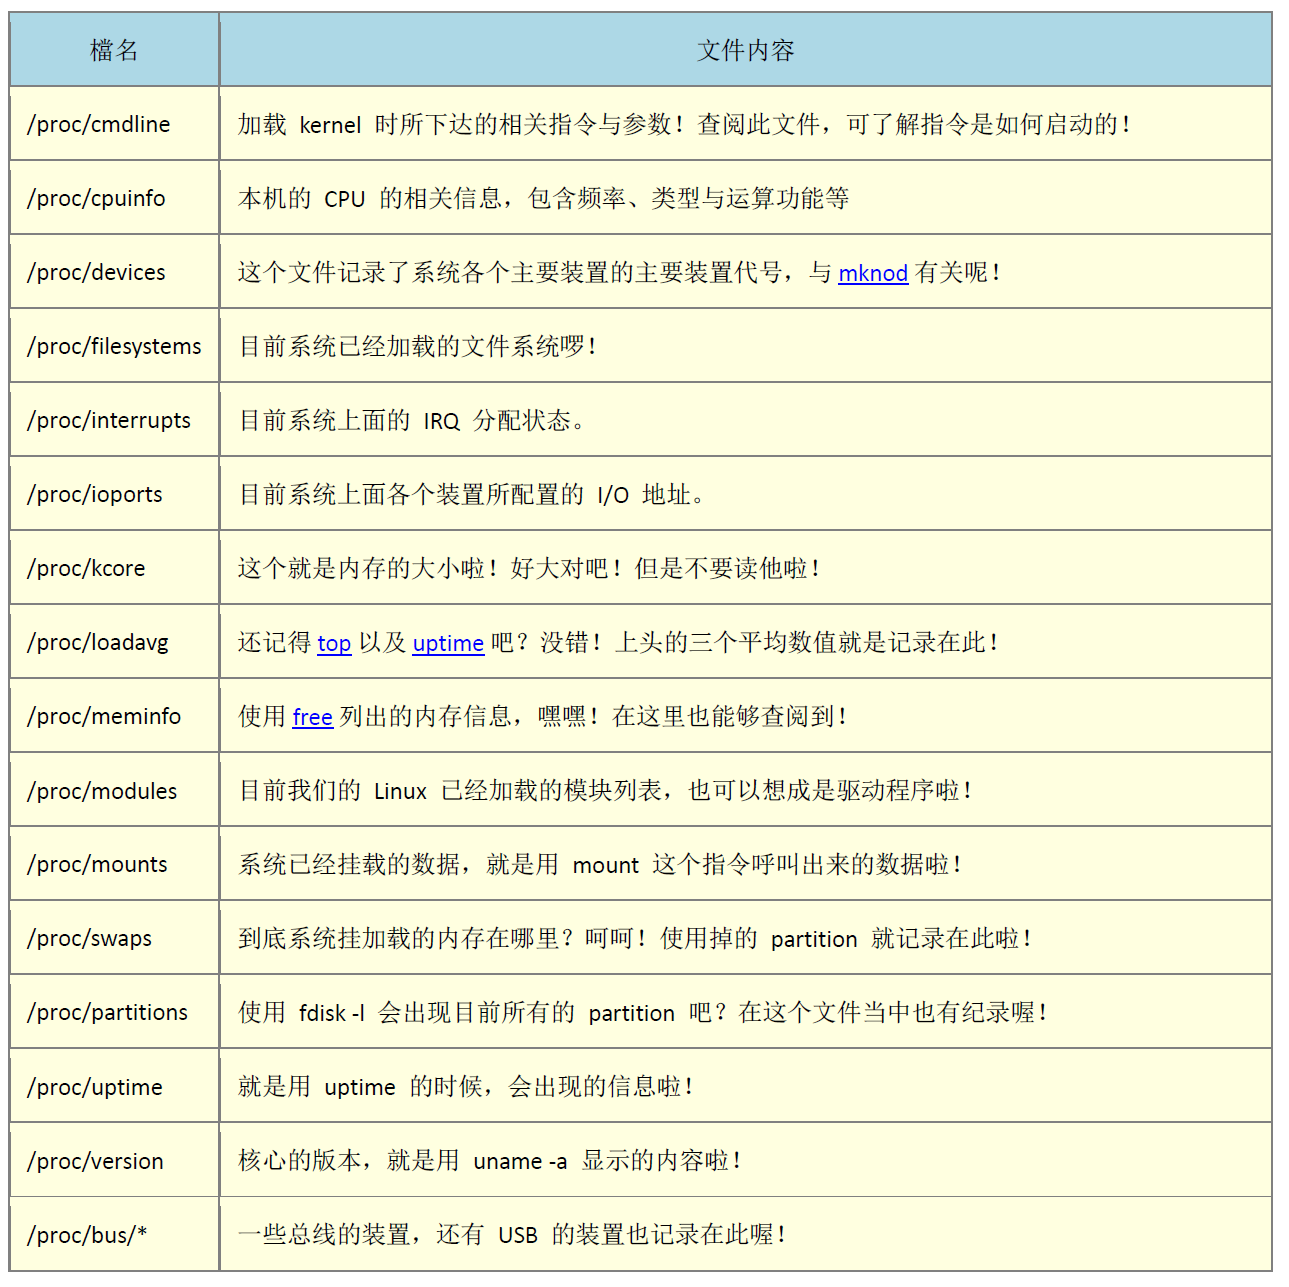 檔名 文件内容
/proc/cmdline 加载 kernel 时所下达的相关指令与参数！查阅此文件，可了解指令是如何启动的！
/proc/cpuinfo 本机的 CPU 的相关信息，包含频率、类型与运算功能等
/proc/devices 这个文件记录了系统各个主要装置的主要装置代号，与 mknod 有关呢！
/proc/filesystems 目前系统已经加载的文件系统啰！
/proc/interrupts 目前系统上面的 IRQ 分配状态。
/proc/ioports 目前系统上面各个装置所配置的 I/O 地址。
/proc/kcore 这个就是内存的大小啦！好大对吧！但是不要读他啦！
/proc/loadavg 还记得 top 以及 uptime 吧？没错！上头的三个平均数值就是记录在此！
/proc/meminfo 使用 free 列出的内存信息，嘿嘿！在这里也能够查阅到！
/proc/modules 目前我们的 Linux 已经加载的模块列表，也可以想成是驱动程序啦！
/proc/mounts 系统已经挂载的数据，就是用 mount 这个指令呼叫出来的数据啦！
/proc/swaps 到底系统挂加载的内存在哪里？呵呵！使用掉的 partition 就记录在此啦！
/proc/partitions 使用 fdisk -l 会出现目前所有的 partition 吧？在这个文件当中也有纪录喔！
/proc/uptime 就是用 uptime 的时候，会出现的信息啦！
/proc/version 核心的版本，就是用 uname -a 显示的内容啦！
/proc/bus/* 一些总线的装置，还有 USB 的装置也记录在此喔！